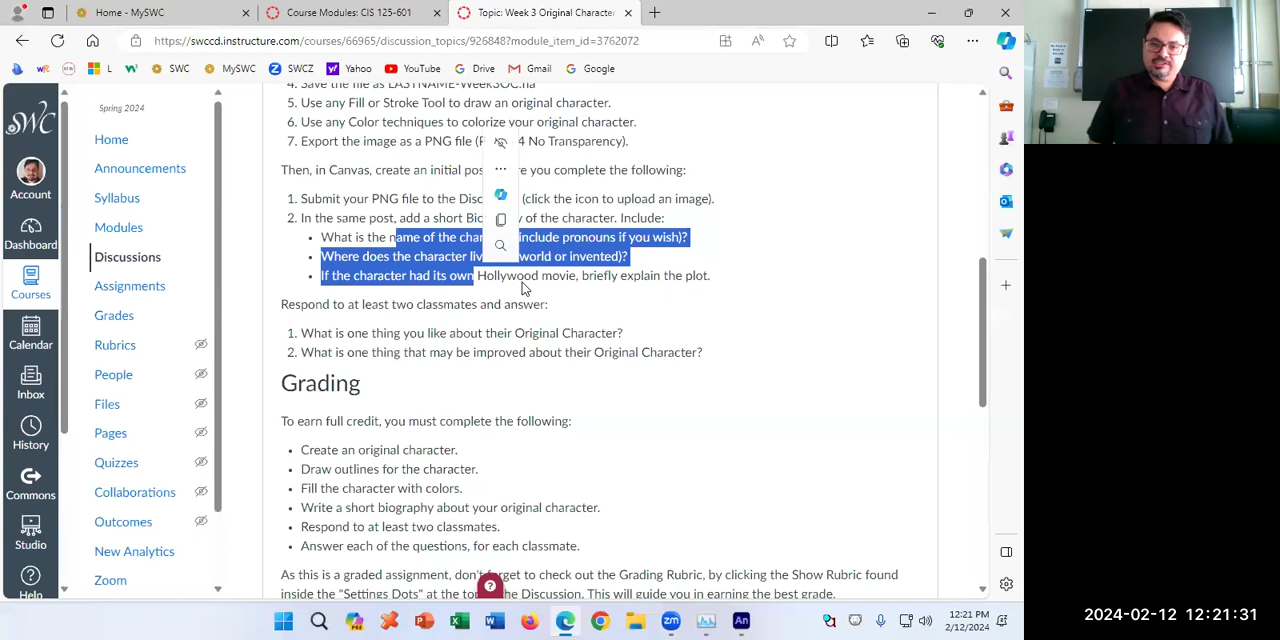 Home - MySWC
Course Modules: CIS 125-601
Topic: Week 3 Original Character
https://swccd.instructure.com/courses/66965/discussion_topics/926848?module_item_id=3762072
L
SWC
MySWC
SWCZ
Yahoo
YouTube
Drive
Gmail
Google
Spring 2024
Home
Announcements
Syllabus
Modules
Discussions
Assignments
Grades
Rubrics
People
Files
Pages
Quizzes
Collaborations
Outcomes
New Analytics
Zoom
SWC
Account
Dashboard
Courses
Calendar
Inbox
History
Commons
Studio
Help
4. Save the file as LASTNAME-Week3OC.fla
5. Use any Fill or Stroke Tool to draw an original character.
6. Use any Color techniques to colorize your original character.
7. Export the image as a PNG file (P 4 No Transparency).
Then, in Canvas, create an initial pos e you complete the following:
1. Submit your PNG file to the Disc (click the icon to upload an image).
2. In the same post, add a short Bio y of the character. Include:
• What is the name of the char include pronouns if you wish)?
• Where does the character liv world or invented)?
• If the character had its own Hollywood movie, briefly explain the plot.
Respond to at least two classmates and answer:
1. What is one thing you like about their Original Character?
2. What is one thing that may be improved about their Original Character?
Grading
To earn full credit, you must complete the following:
• Create an original character.
• Draw outlines for the character.
• Fill the character with colors.
• Write a short biography about your original character.
• Respond to at least two classmates.
• Answer each of the questions, for each classmate.
As this is a graded assignment, don't forget to check out the Grading Rubric, by clicking the Show Rubric found
inside the "Settings Dots" at the top the Discussion. This will guide you in earning the best grade.
12:21 PM
2/12/2024
2024-02-12 12:21:31